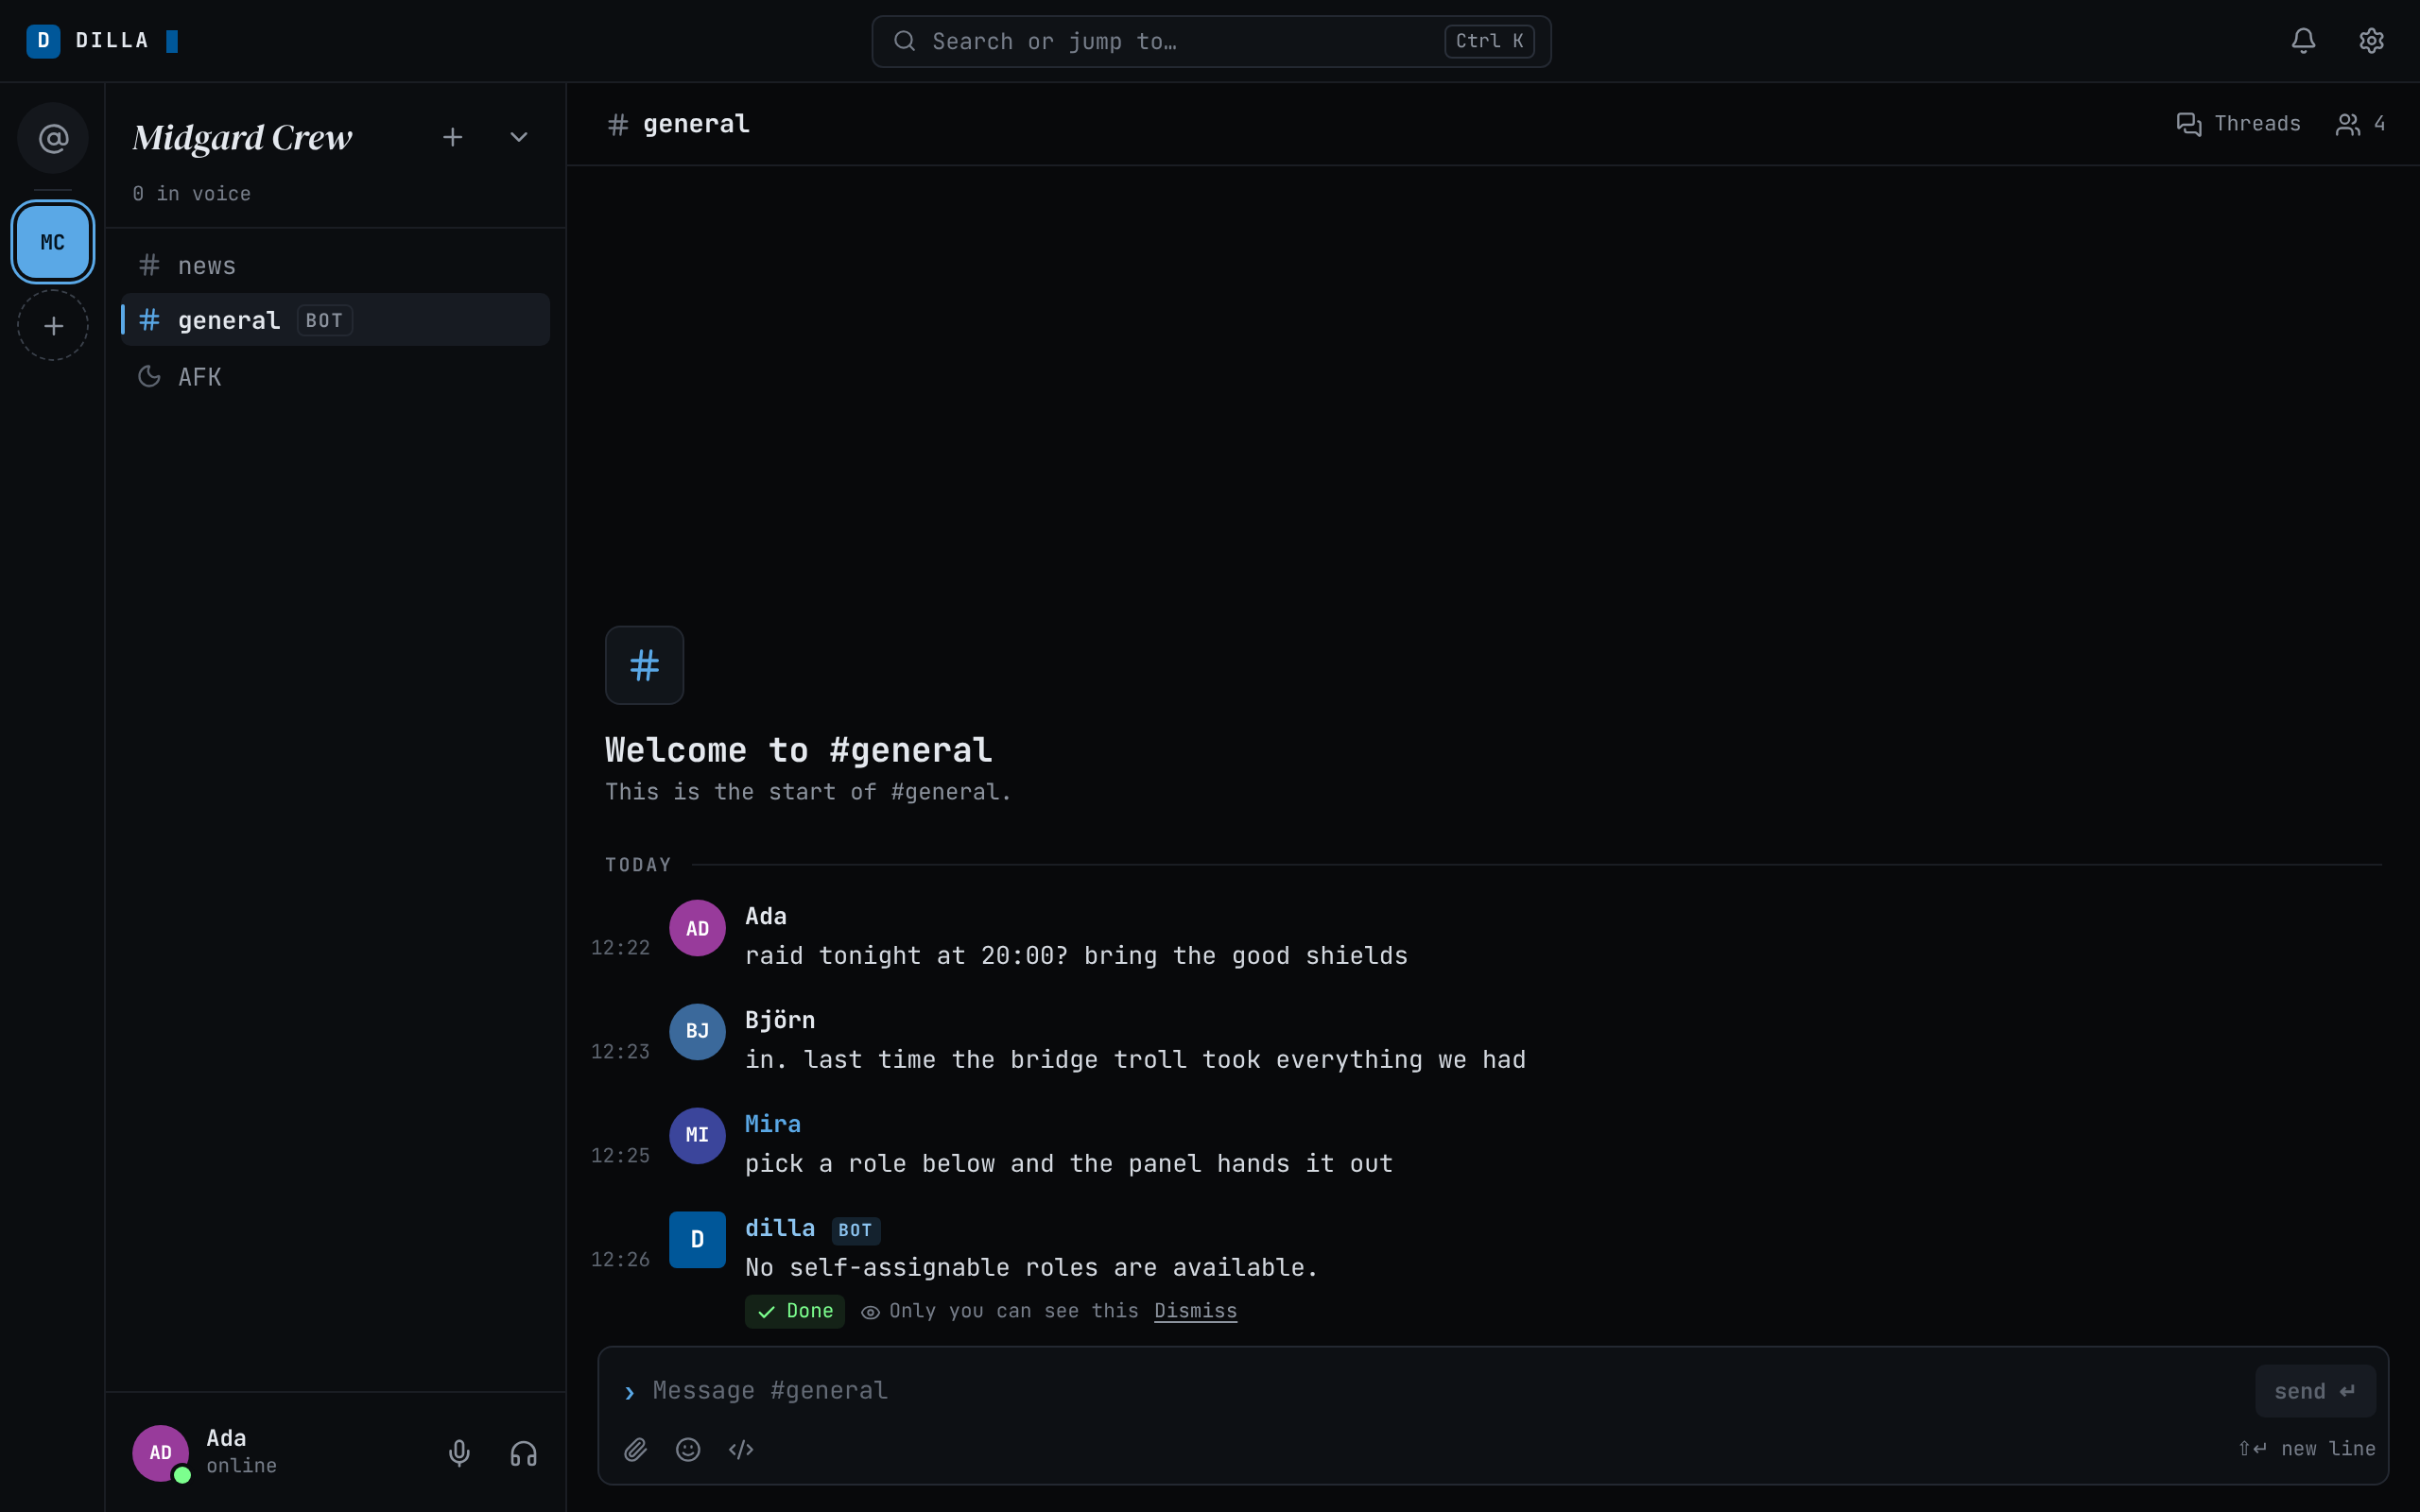 D DILLA
Search or jump to…
Ctrl K
Midgard Crew
0 in voice
MC
news
general BOT
AFK
# general
Threads
4
Welcome to #general
This is the start of #general.
TODAY
AD
Ada
12:22
raid tonight at 20:00? bring the good shields
BJ
Björn
12:23
in. last time the bridge troll took everything we had
MI
Mira
12:25
pick a role below and the panel hands it out
D
dilla BOT
12:26
No self-assignable roles are available.
Done Only you can see this Dismiss
› Message #general
send ↵
⇧↵ new line
AD
Ada
online